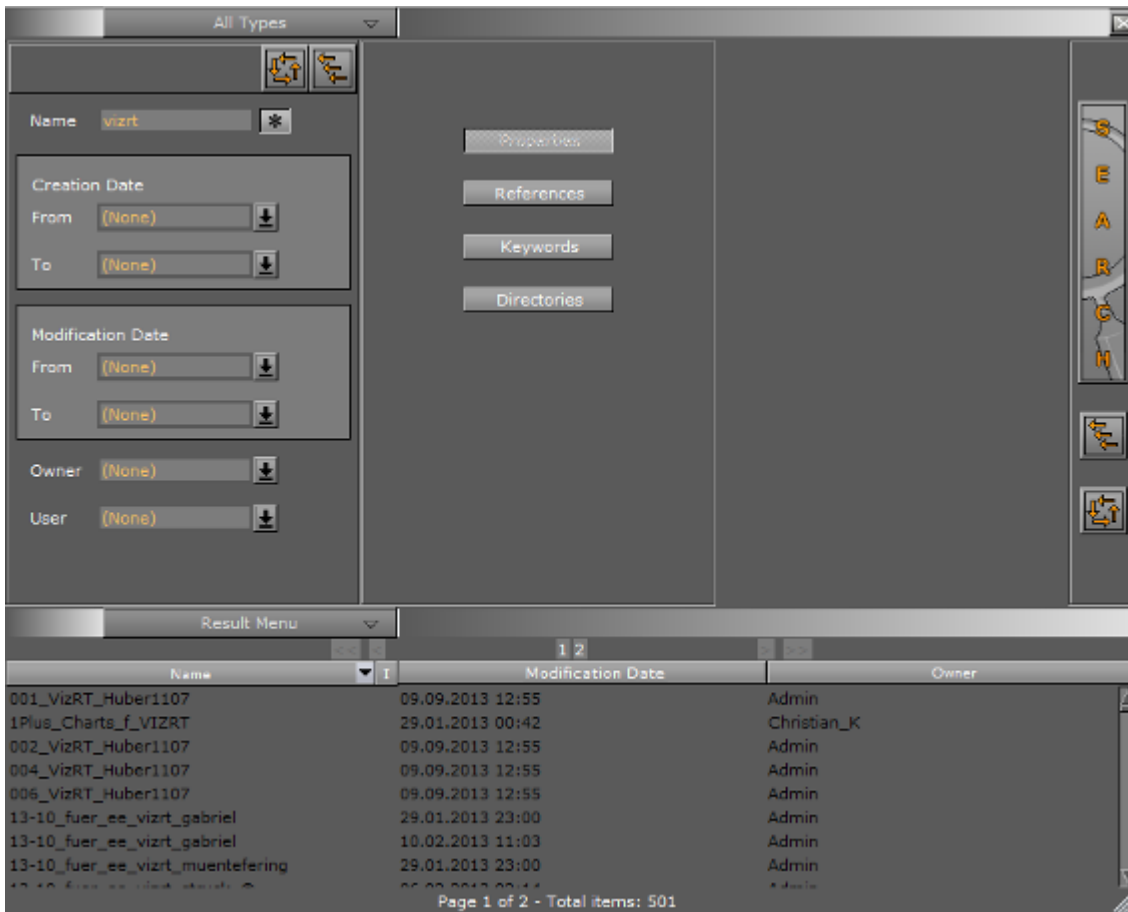 All Types
Name vizrt *
Properties
Creation Date
References
From (None)
To (None)
Keywords
Directories
Modification Date
From (None)
To (None)
Owner (None)
User (None)
S
E
A
R
C
H
Result Menu
<< < 1 2 > >>
Name I Modification Date Owner
001_VizRT_Huber1107 09.09.2013 12:55 Admin
1Plus_Charts_f_VIZRT 29.01.2013 00:42 Christian_K
002_VizRT_Huber1107 09.09.2013 12:55 Admin
004_VizRT_Huber1107 09.09.2013 12:55 Admin
006_VizRT_Huber1107 09.09.2013 12:55 Admin
13-10_fuer_ee_vizrt_gabriel 29.01.2013 23:00 Admin
13-10_fuer_ee_vizrt_gabriel 10.02.2013 11:03 Admin
13-10_fuer_ee_vizrt_muentefering 29.01.2013 23:00 Admin
Page 1 of 2 - Total items: 501